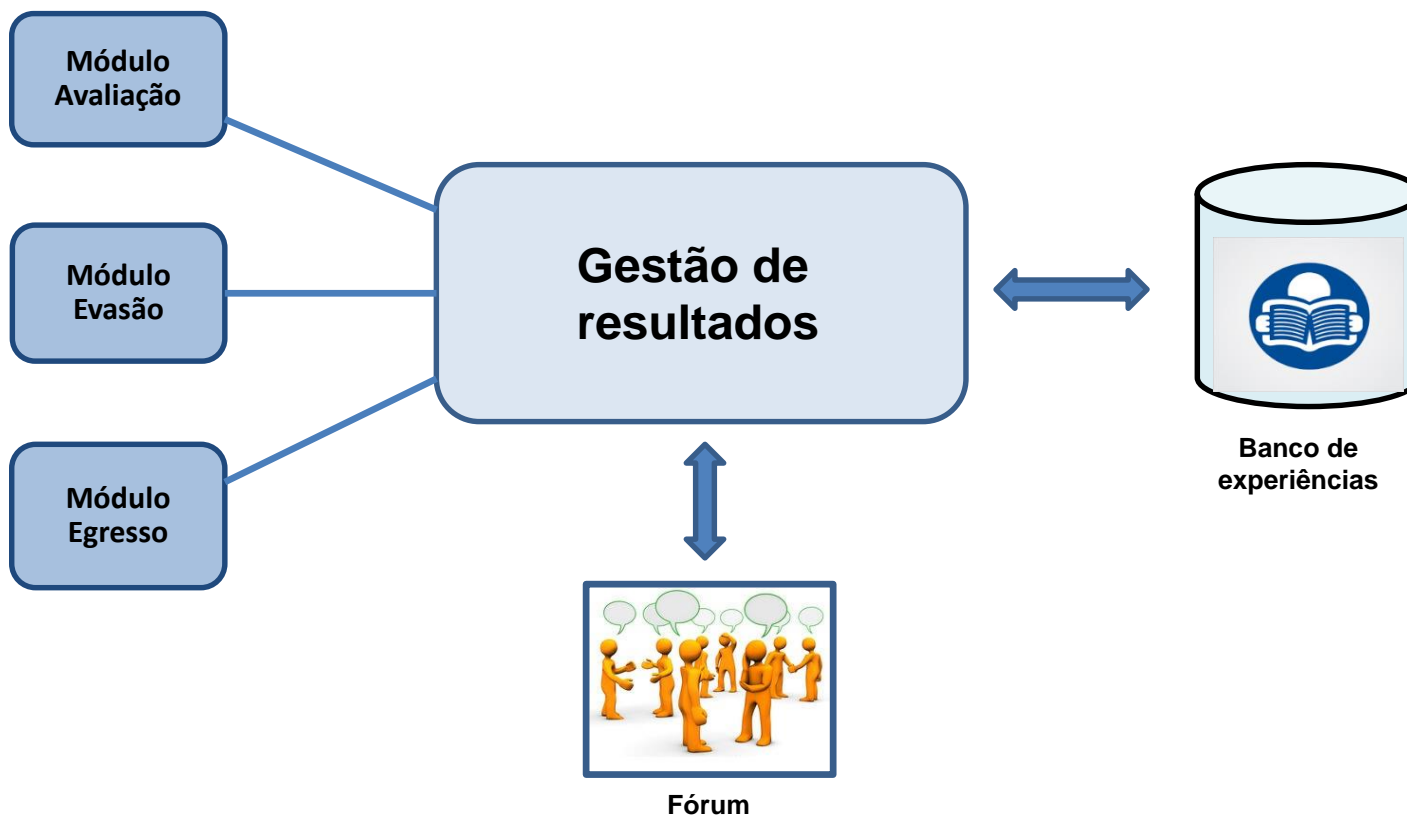 Módulo
Avaliação
Módulo
Evasão
Módulo
Egresso
Gestão de
resultados
Banco de
experiências
Fórum